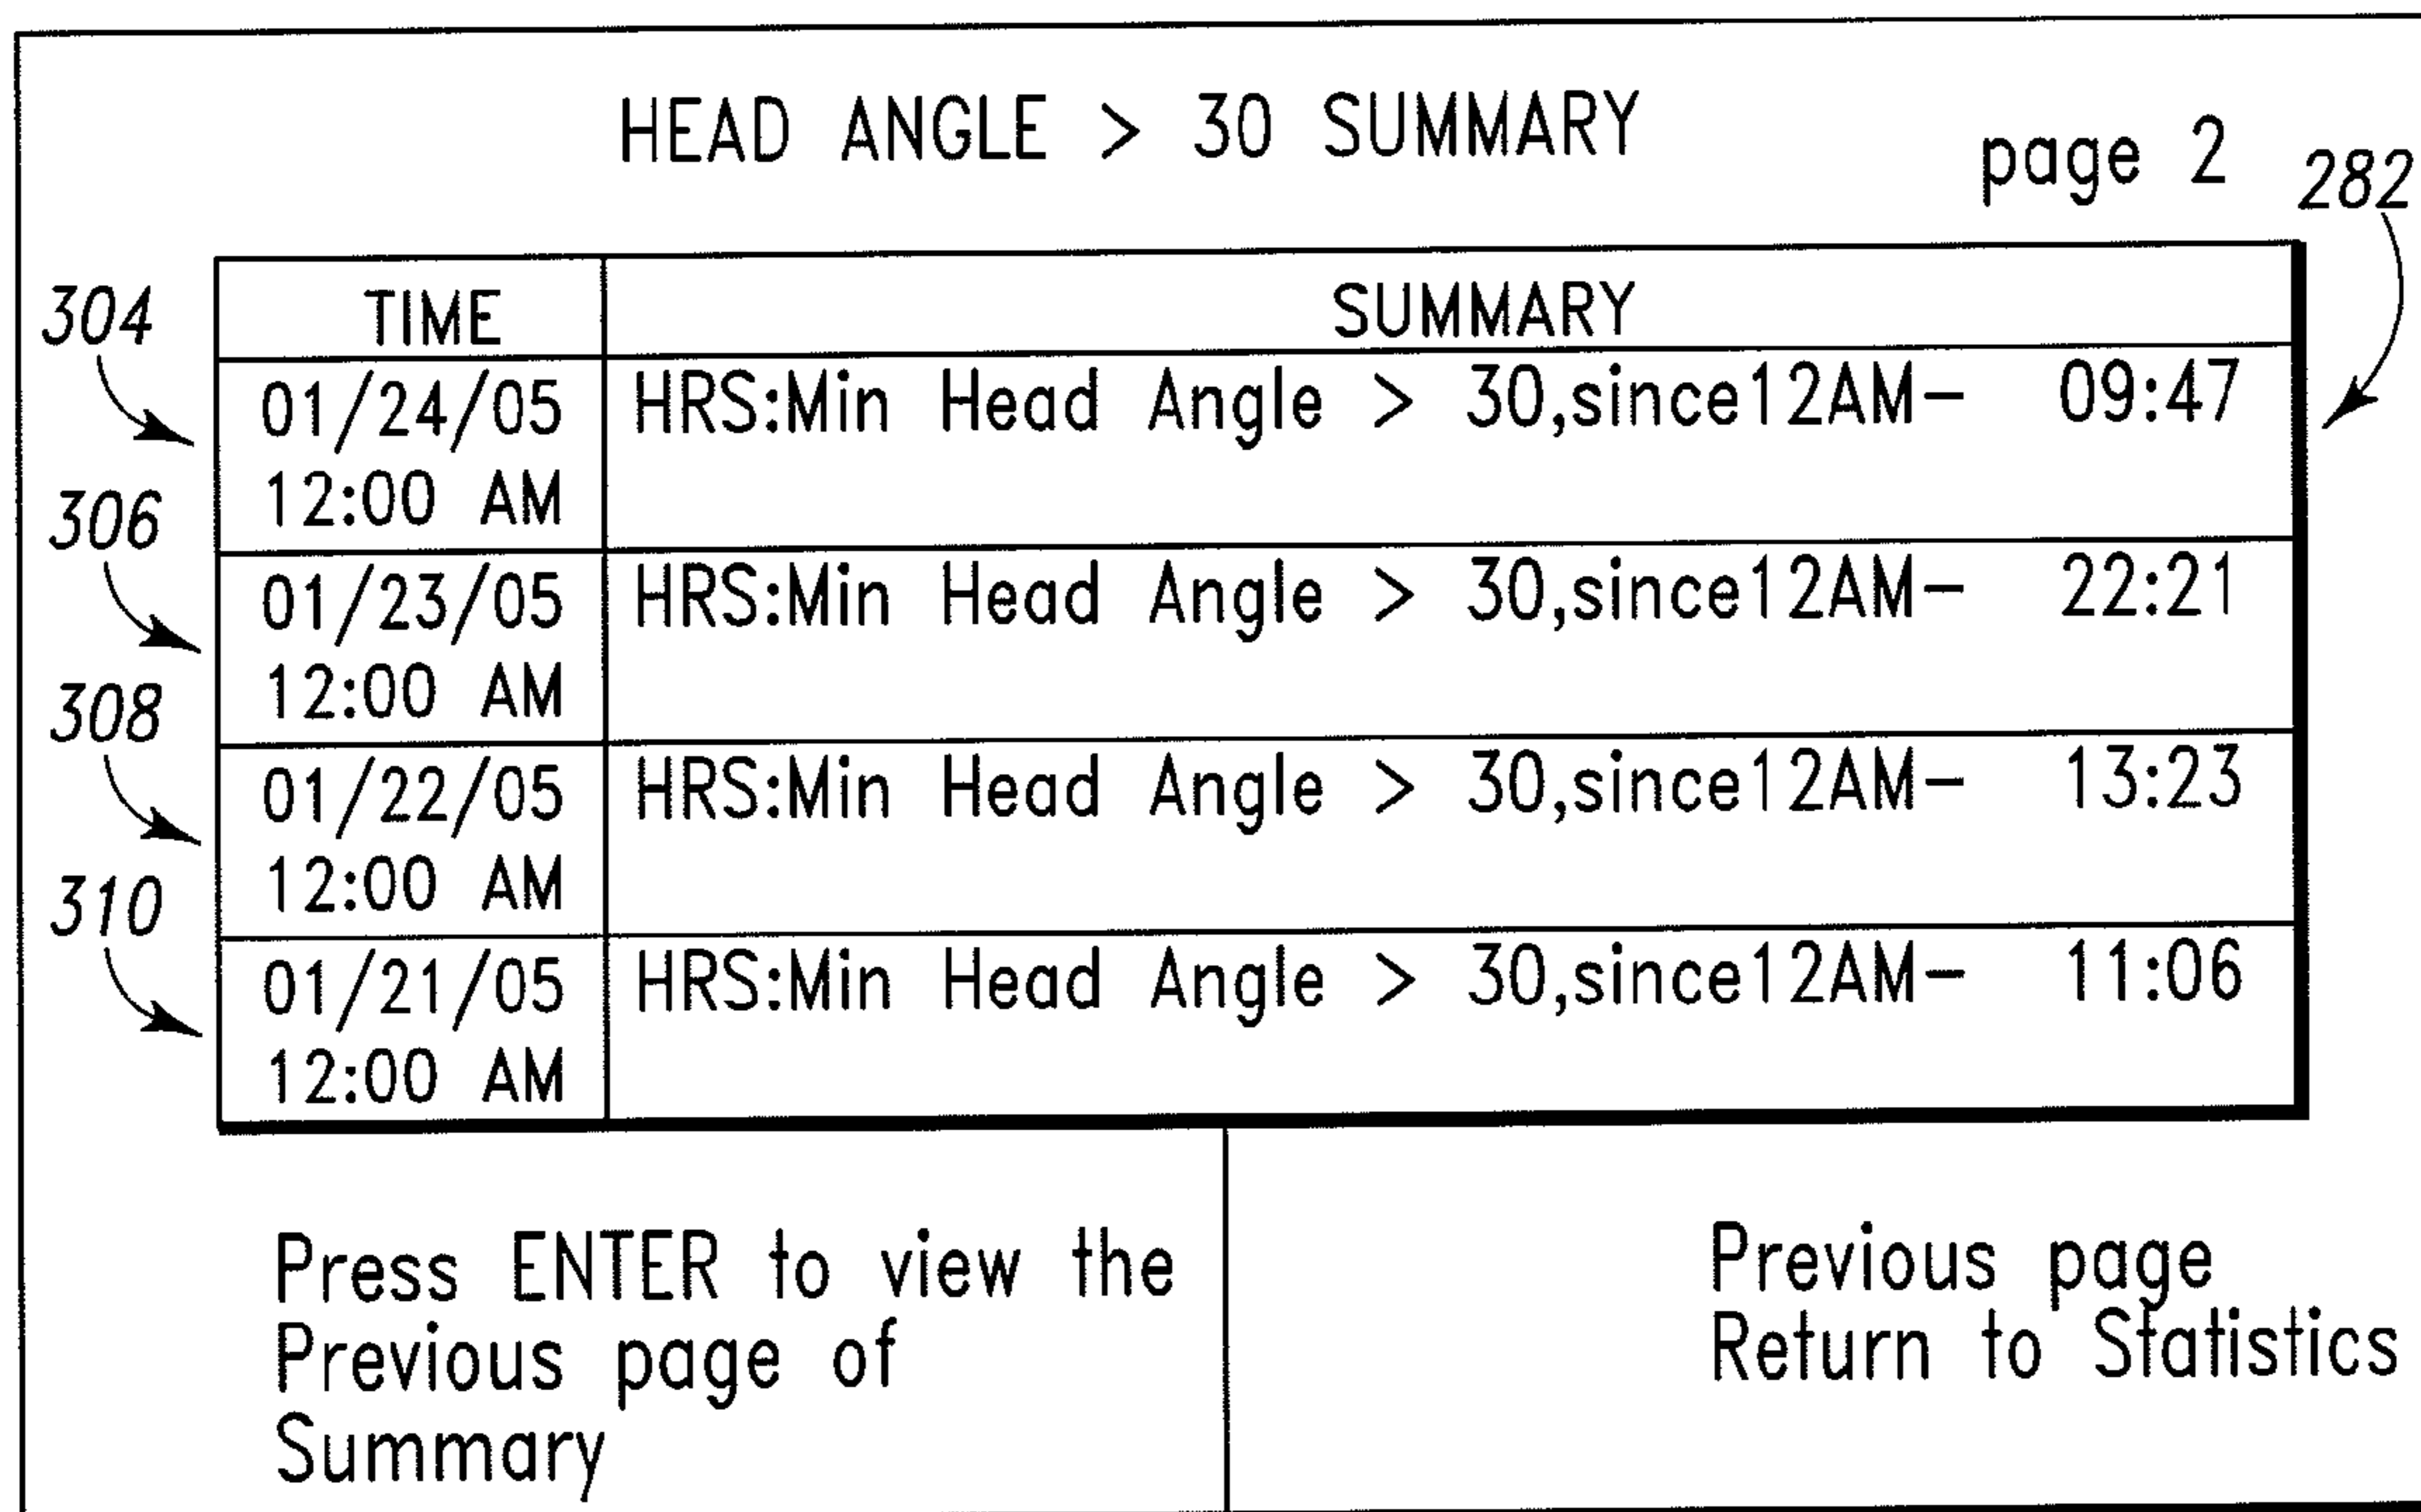 HEAD ANGLE > 30 SUMMARY
page 2
282
TIME SUMMARY
304
01/24/05 HRS:Min Head Angle > 30,since12AM- 09:47
12:00 AM
306
01/23/05 HRS:Min Head Angle > 30,since12AM- 22:21
12:00 AM
308
01/22/05 HRS:Min Head Angle > 30,since12AM- 13:23
12:00 AM
310
01/21/05 HRS:Min Head Angle > 30,since12AM- 11:06
12:00 AM
Press ENTER to view the
Previous page of
Summary
Previous page
Return to Statistics